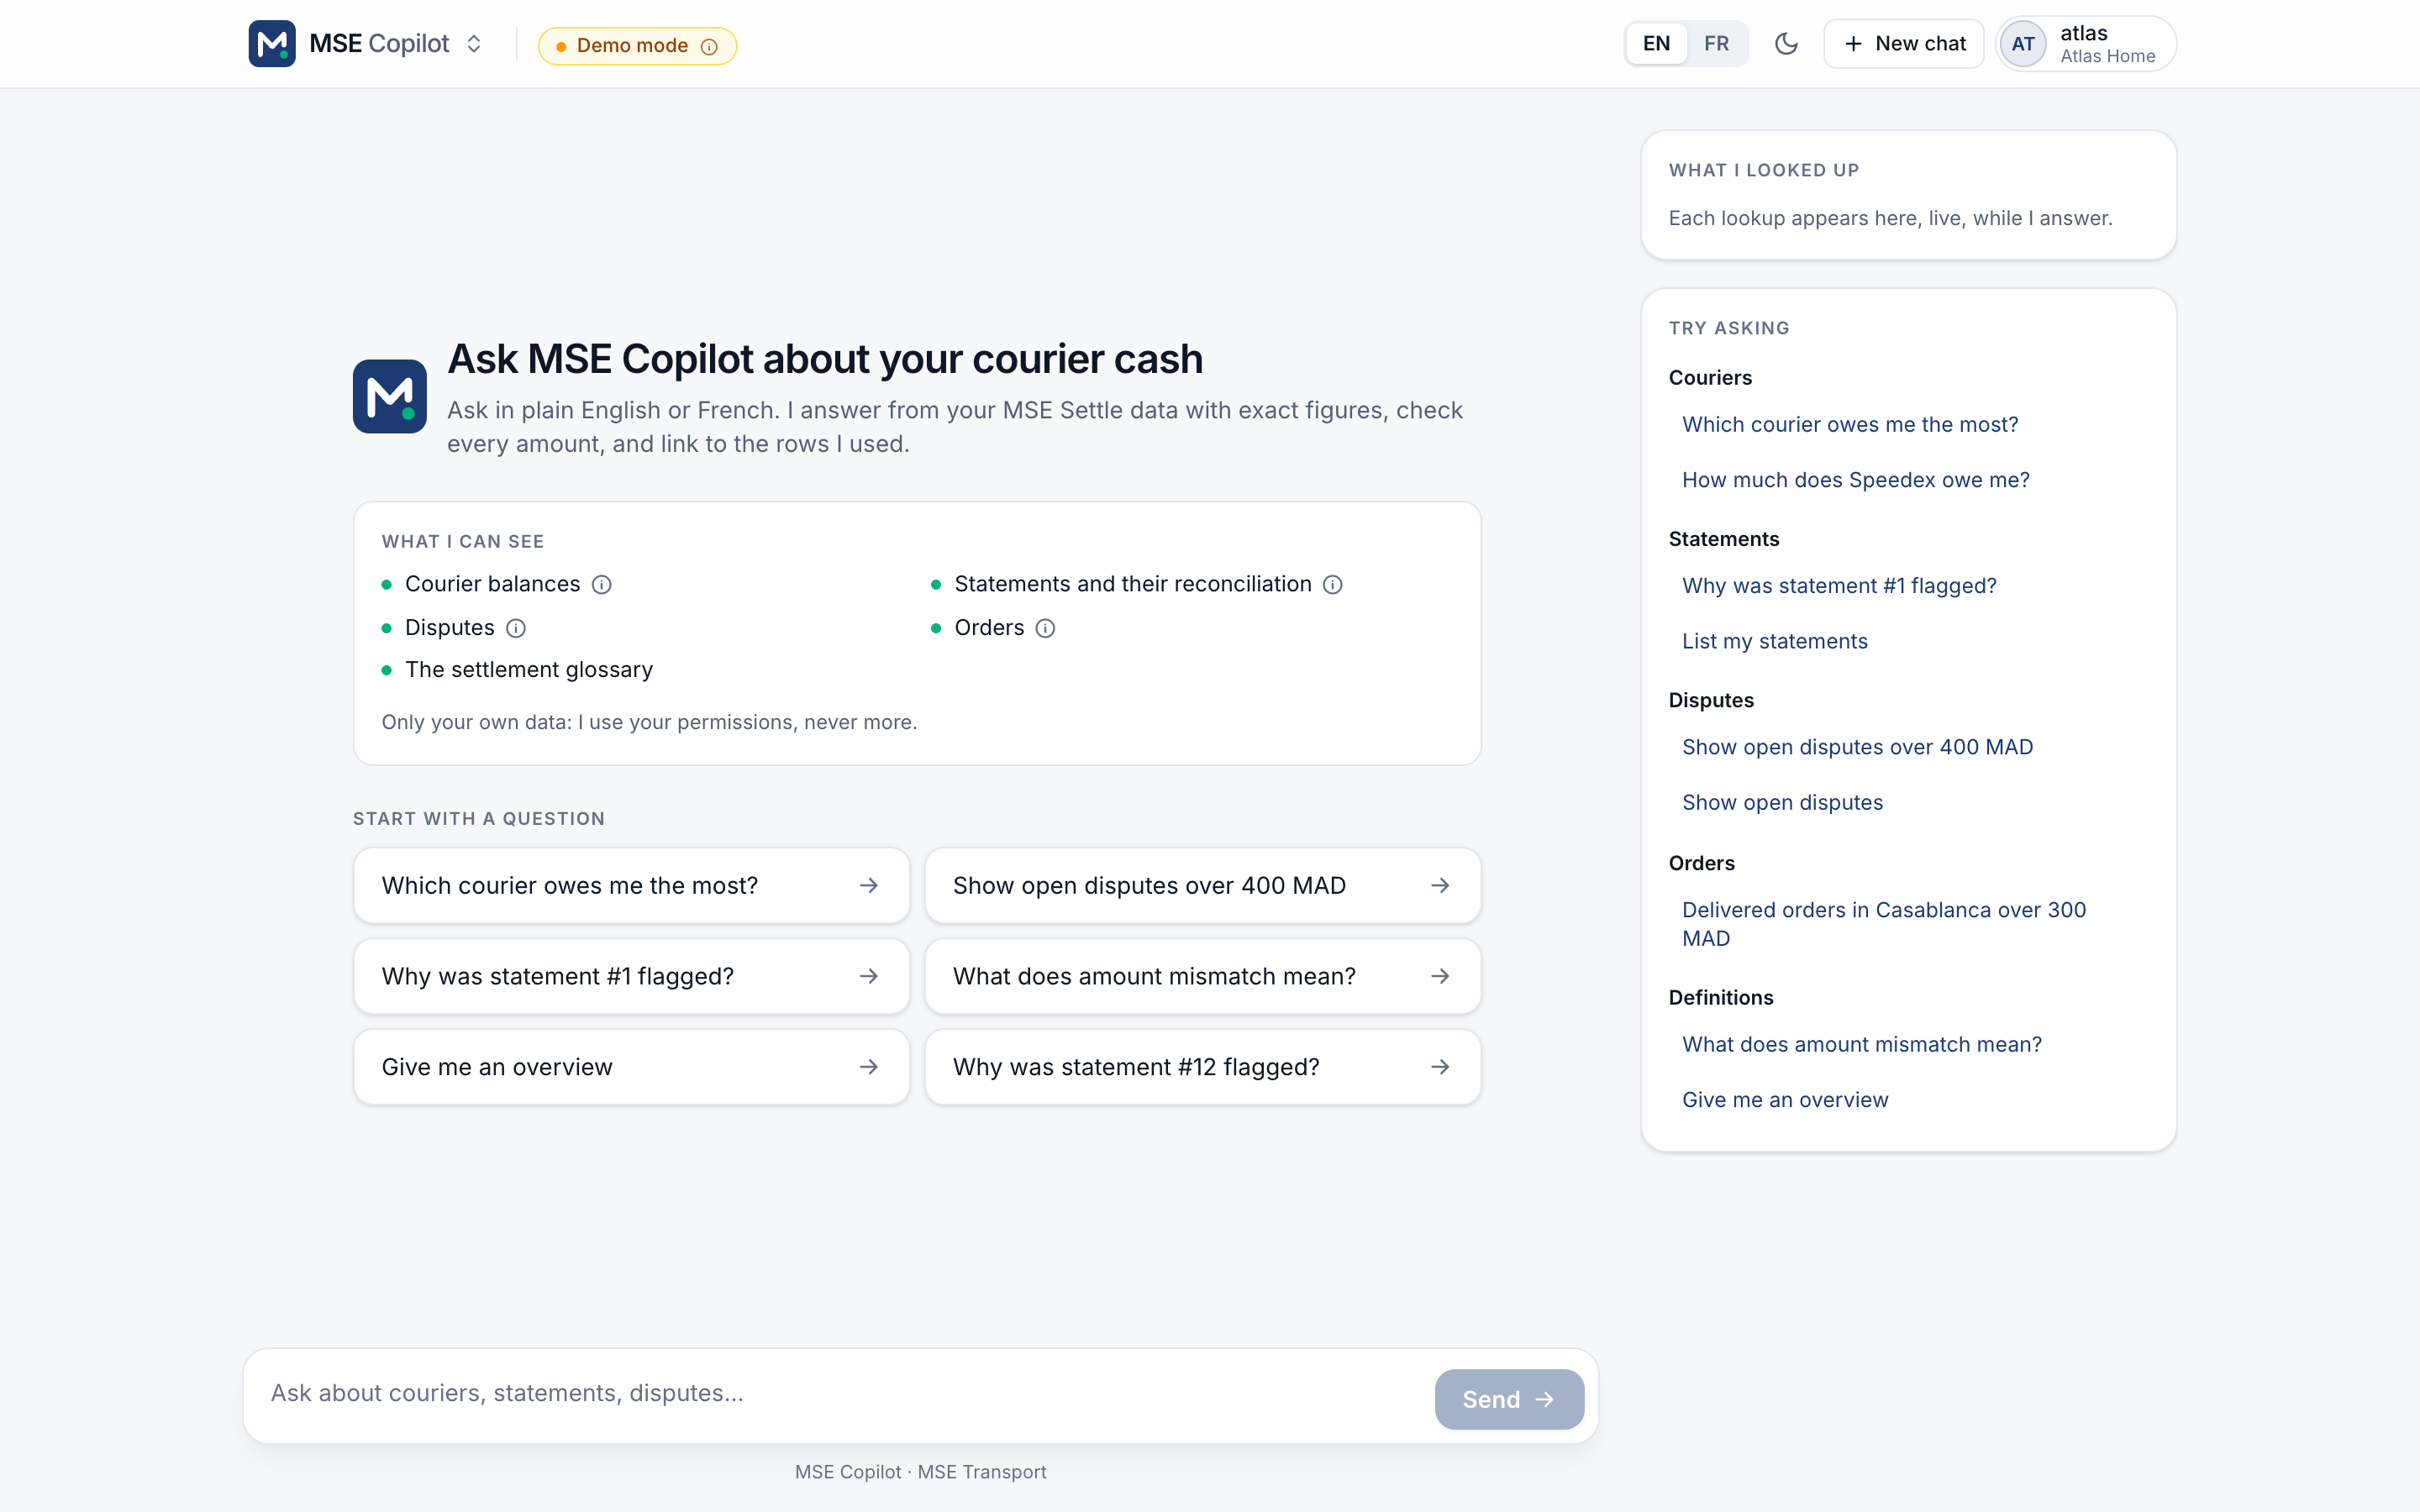 MSE Copilot
Demo mode
EN FR
New chat
AT
atlas
Atlas Home
Ask MSE Copilot about your courier cash
Ask in plain English or French. I answer from your MSE Settle data with exact figures, check
every amount, and link to the rows I used.
WHAT I CAN SEE
Courier balances
Statements and their reconciliation
Disputes
Orders
The settlement glossary
Only your own data: I use your permissions, never more.
START WITH A QUESTION
Which courier owes me the most?
Show open disputes over 400 MAD
Why was statement #1 flagged?
What does amount mismatch mean?
Give me an overview
Why was statement #12 flagged?
WHAT I LOOKED UP
Each lookup appears here, live, while I answer.
TRY ASKING
Couriers
Which courier owes me the most?
How much does Speedex owe me?
Statements
Why was statement #1 flagged?
List my statements
Disputes
Show open disputes over 400 MAD
Show open disputes
Orders
Delivered orders in Casablanca over 300
MAD
Definitions
What does amount mismatch mean?
Give me an overview
Ask about couriers, statements, disputes...
Send
MSE Copilot · MSE Transport